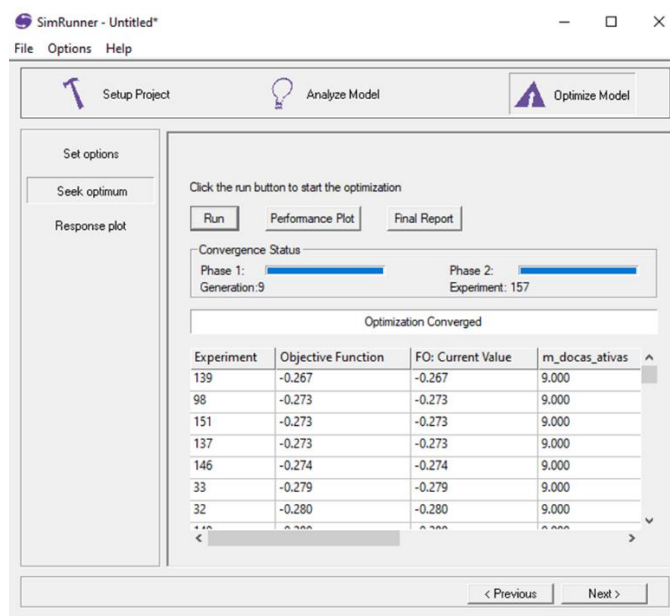 SimRunner - Untitled*
File Options Help
Setup Project
Analyze Model
Optimize Model
Set options
Seek optimum
Response plot
Click the run button to start the optimization
Run
Performance Plot
Final Report
Convergence Status
Phase 1:
Phase 2:
Generation:9
Experiment: 157
Optimization Converged
Experiment Objective Function FO: Current Value m_docas_ativas
139 -0.267 -0.267 9.000
98 -0.273 -0.273 9.000
151 -0.273 -0.273 9.000
137 -0.273 -0.273 9.000
146 -0.274 -0.274 9.000
33 -0.279 -0.279 9.000
32 -0.280 -0.280 9.000
< Previous
Next >